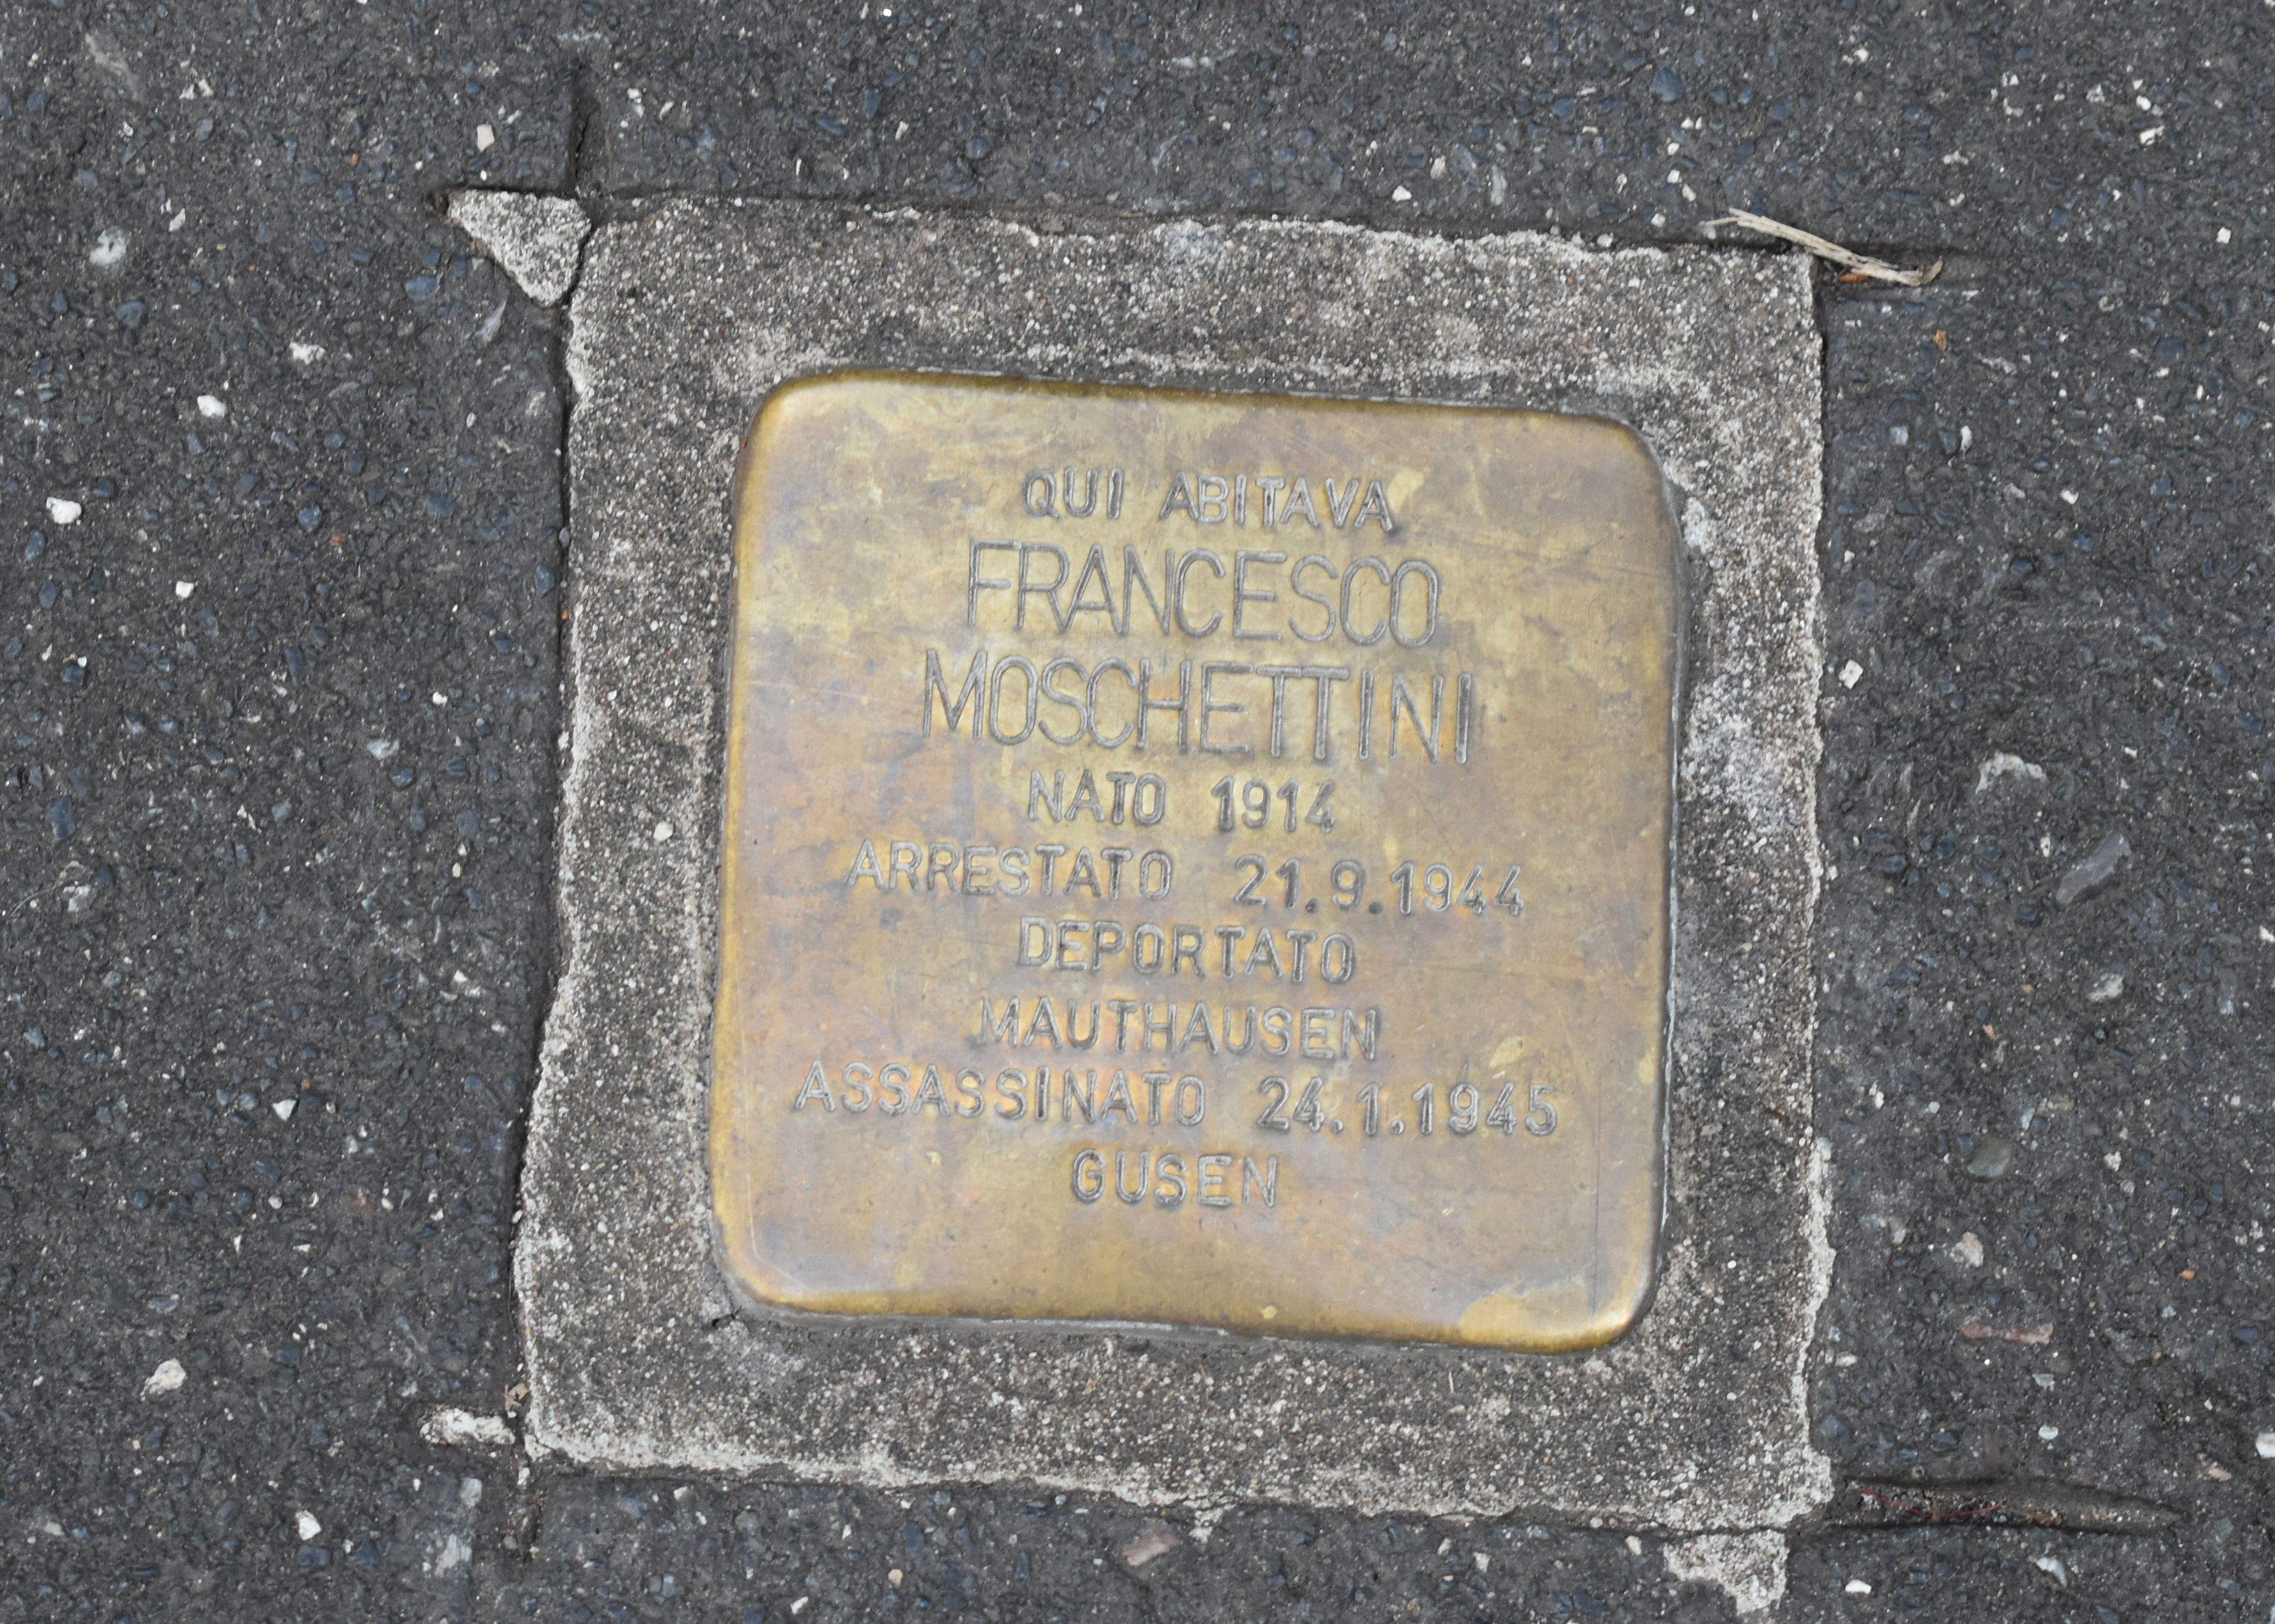 QUI ABITAVA
FRANCESCO
MOSCHETTINI
NATO 1914
ARRESTATO 21.9.1944
DEPORTATO
MAUTHAUSEN
ASSASSINATO 24.1.1945
GUSEN